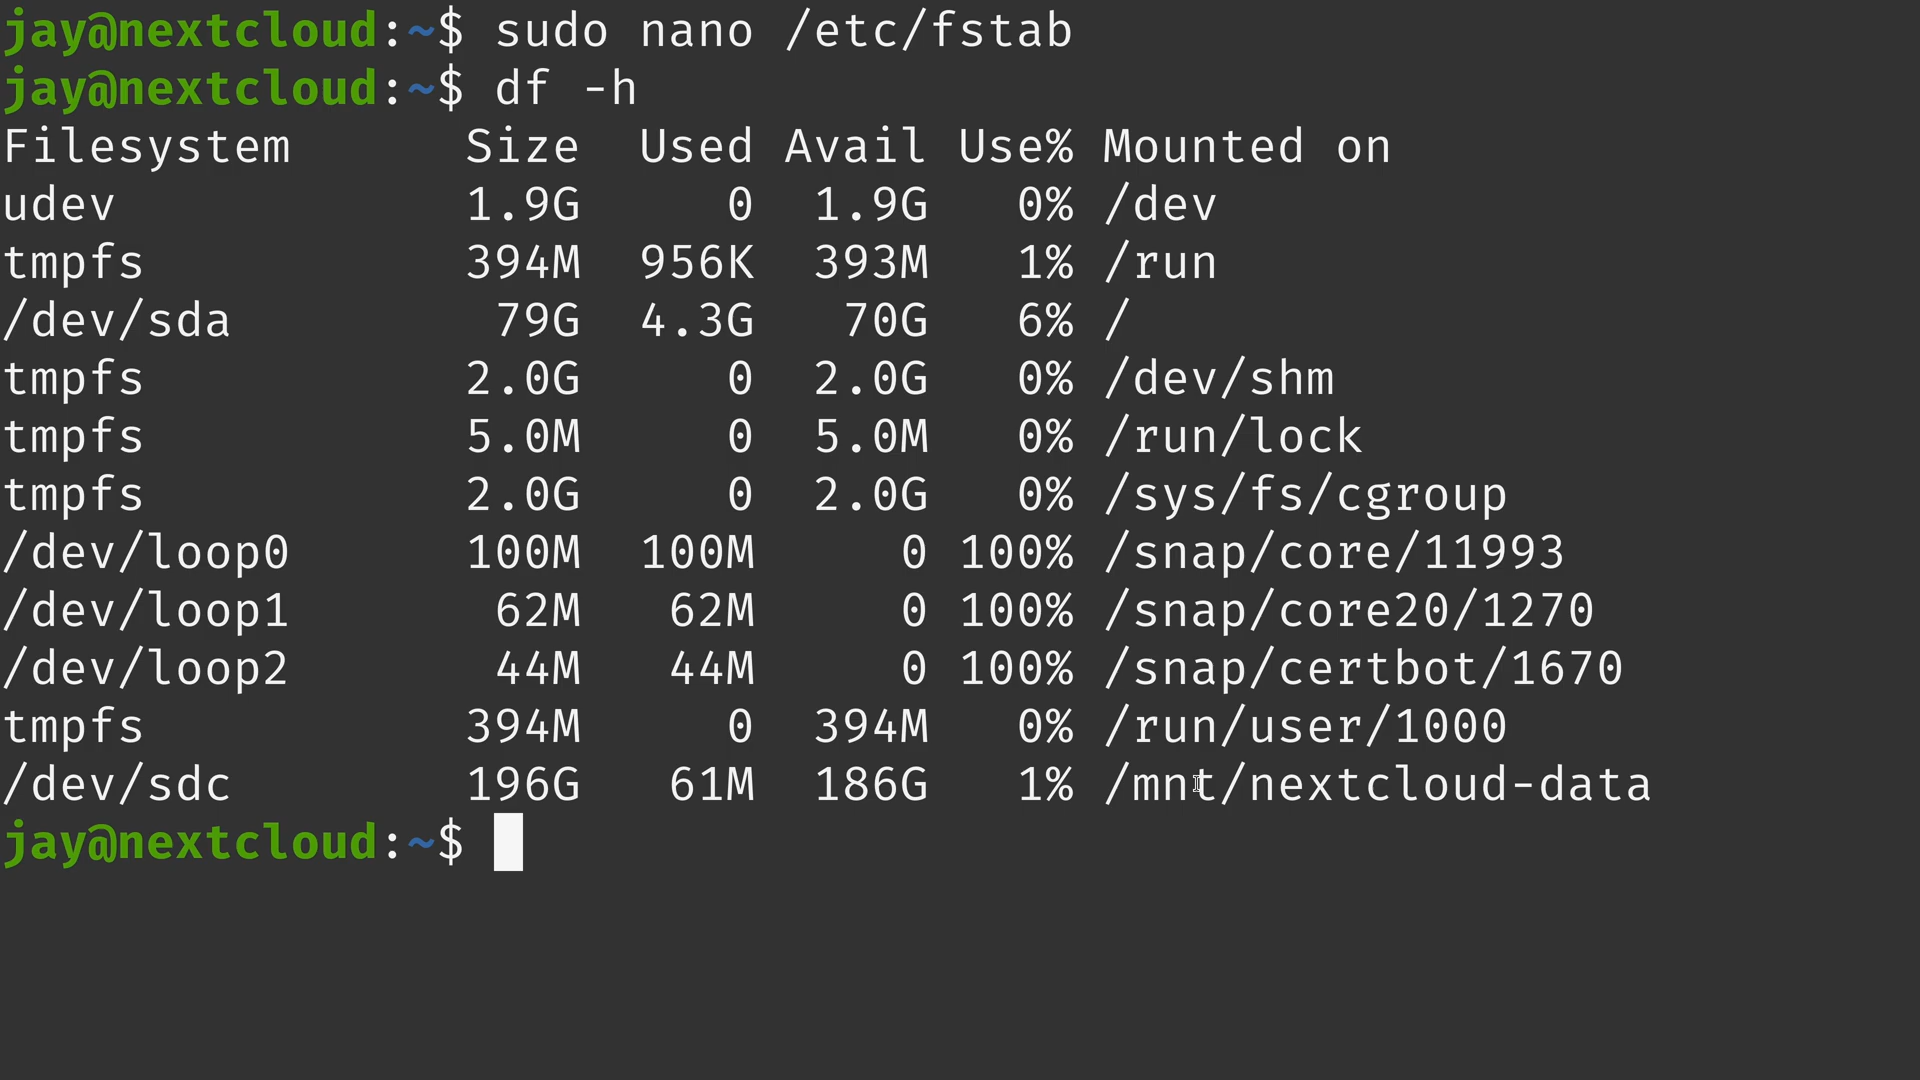 jay@nextcloud:~$ sudo nano /etc/fstab
jay@nextcloud:~$ df -h
Filesystem      Size  Used Avail Use% Mounted on
udev            1.9G     0  1.9G   0% /dev
tmpfs           394M  956K  393M   1% /run
/dev/sda         79G  4.3G   70G   6% /
tmpfs           2.0G     0  2.0G   0% /dev/shm
tmpfs           5.0M     0  5.0M   0% /run/lock
tmpfs           2.0G     0  2.0G   0% /sys/fs/cgroup
/dev/loop0      100M  100M     0 100% /snap/core/11993
/dev/loop1       62M   62M     0 100% /snap/core20/1270
/dev/loop2       44M   44M     0 100% /snap/certbot/1670
tmpfs           394M     0  394M   0% /run/user/1000
/dev/sdc        196G   61M  186G   1% /mnt/nextcloud-data
jay@nextcloud:~$